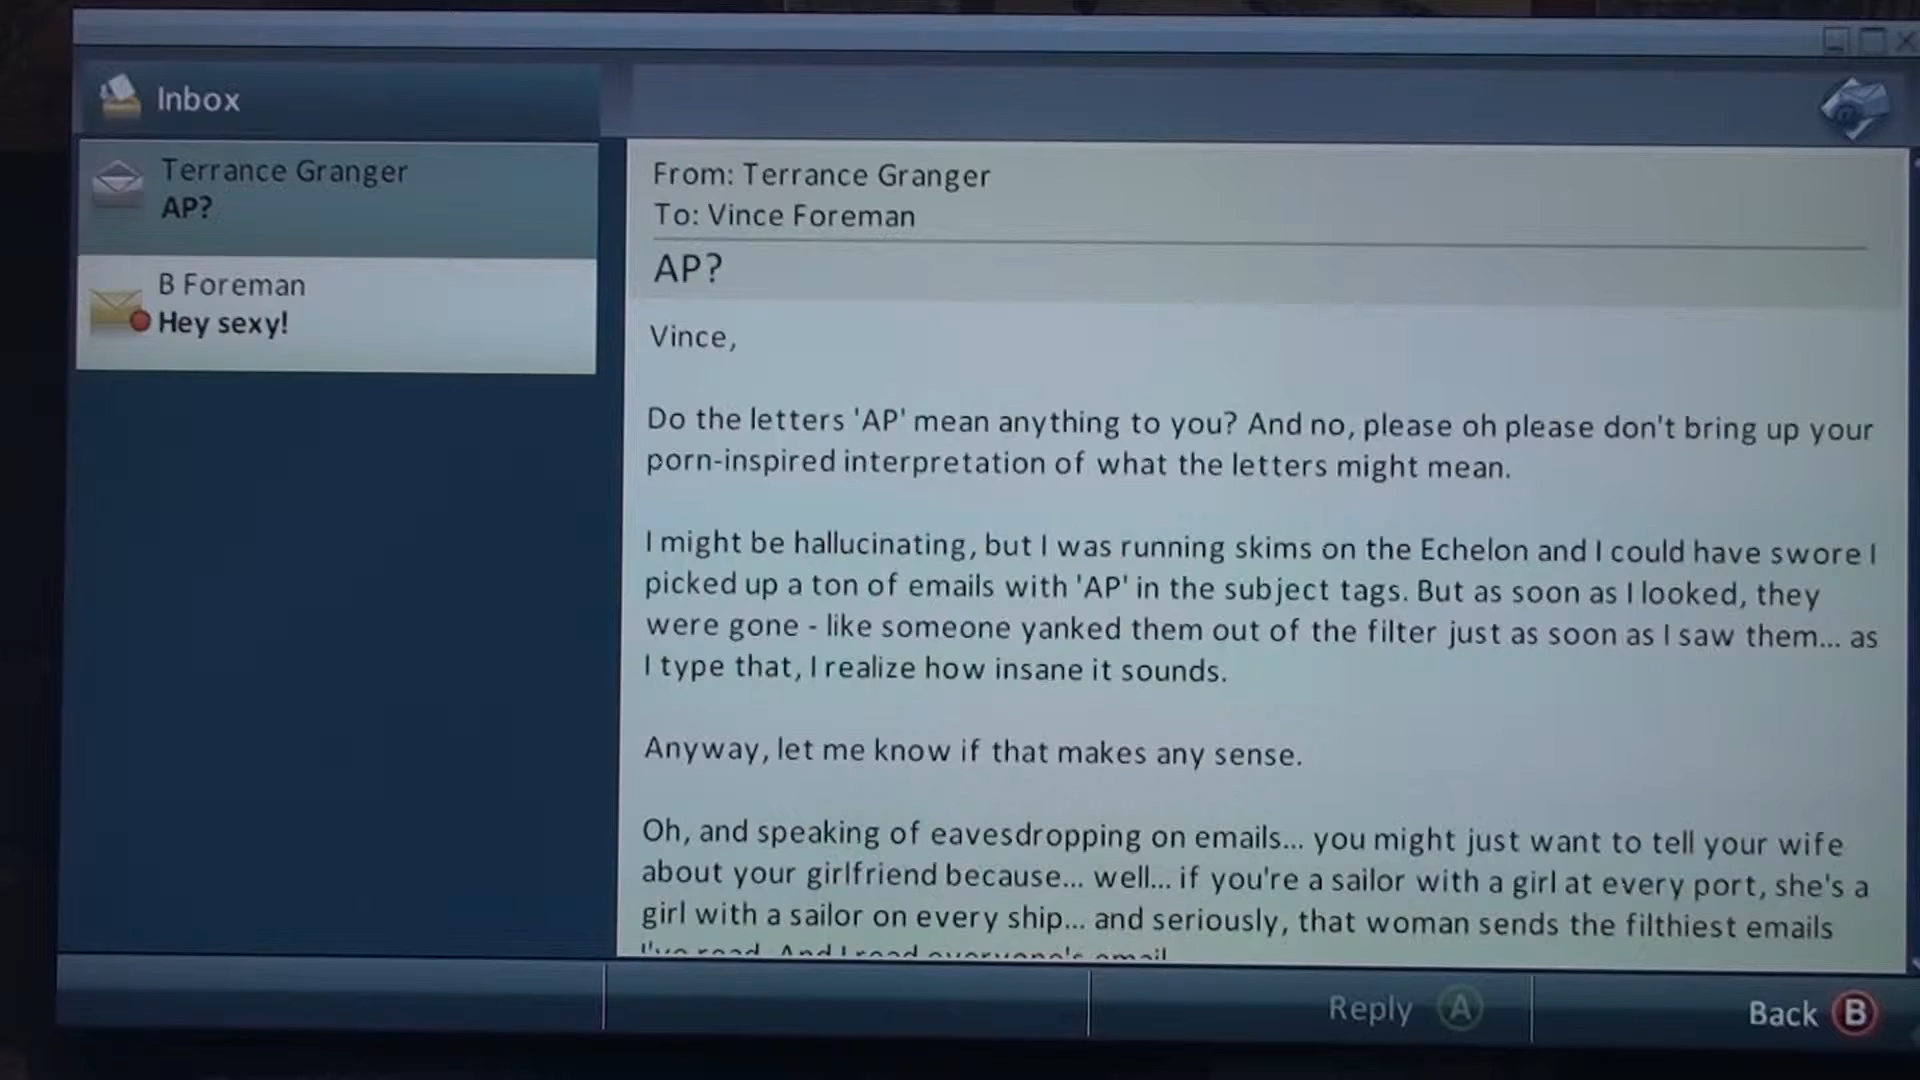 Inbox
Terrance Granger
AP?
B Foreman
Hey sexy!
From: Terrance Granger
To: Vince Foreman
AP?
Vince,
Do the letters 'AP' mean anything to you? And no, please oh please don't bring up your
porn-inspired interpretation of what the letters might mean.
I might be hallucinating, but I was running skims on the Echelon and I could have swore I
picked up a ton of emails with 'AP' in the subject tags. But as soon as I looked, they
were gone - like someone yanked them out of the filter just as soon as I saw them... as
I type that, I realize how insane it sounds.
Anyway, let me know if that makes any sense.
Oh, and speaking of eavesdropping on emails... you might just want to tell your wife
about your girlfriend because... well... if you're a sailor with a girl at every port, she's a
girl with a sailor on every ship... and seriously, that woman sends the filthiest emails
I've read. And I read everyone's email
Reply A
Back B